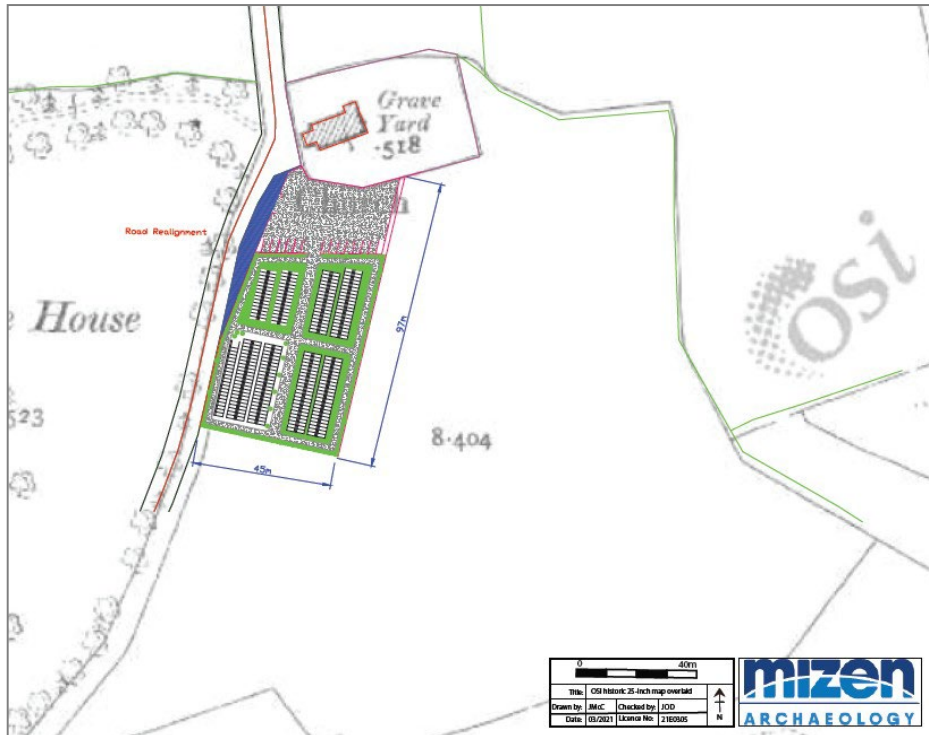 Grave
Yard
.518
Road Realignment
House
523
97m
8.404
45m
Osi
0 40m
Title: OSI historic 25-inch map overlaid
Drawn by: JMcC Checked by: JOD
Date: 03/2021 Licence No: 21E0305
N
mizen
ARCHAEOLOGY